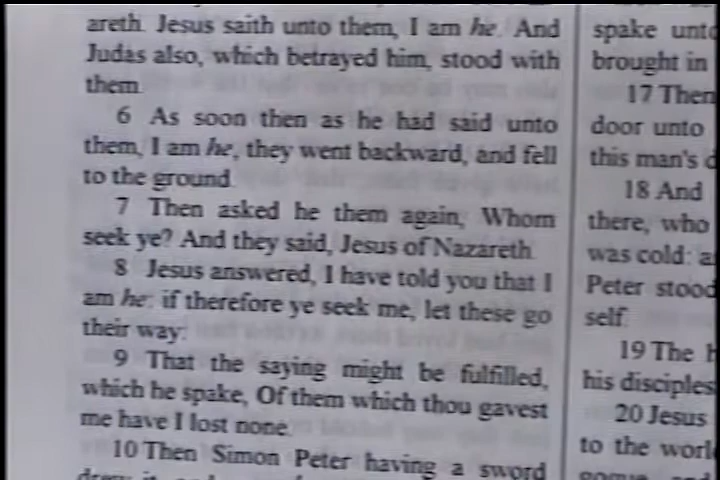 areth. Jesus saith unto them, I am he. And
Judas also, which betrayed him, stood with
them.
6 As soon then as he had said unto
them, I am he, they went backward, and fell
to the ground.
7 Then asked he them again, Whom
seek ye? And they said, Jesus of Nazareth.
8 Jesus answered, I have told you that I
am he: if therefore ye seek me, let these go
their way:
9 That the saying might be fulfilled,
which he spake, Of them which thou gavest
me have I lost none.
10 Then Simon Peter having a sword
drew it, and
spake unto
brought in
17 Then
door unto
this man's
18 And
there, who
was cold:
Peter stood
self.
19 The
his disciples
20 Jesus
to the